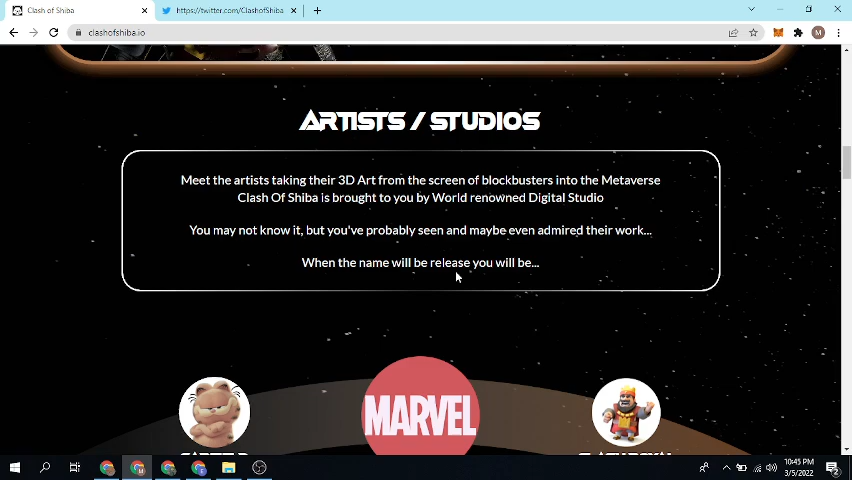 Clash of Shiba
https://twitter.com/ClashofShiba
clashofshiba.io
M
ARTISTS / STUDIOS
Meet the artists taking their 3D Art from the screen of blockbusters into the Metaverse
Clash Of Shiba is brought to you by World renowned Digital Studio
You may not know it, but you've probably seen and maybe even admired their work...
When the name will be release you will be...
MARVEL
10:45 PM
3/5/2022